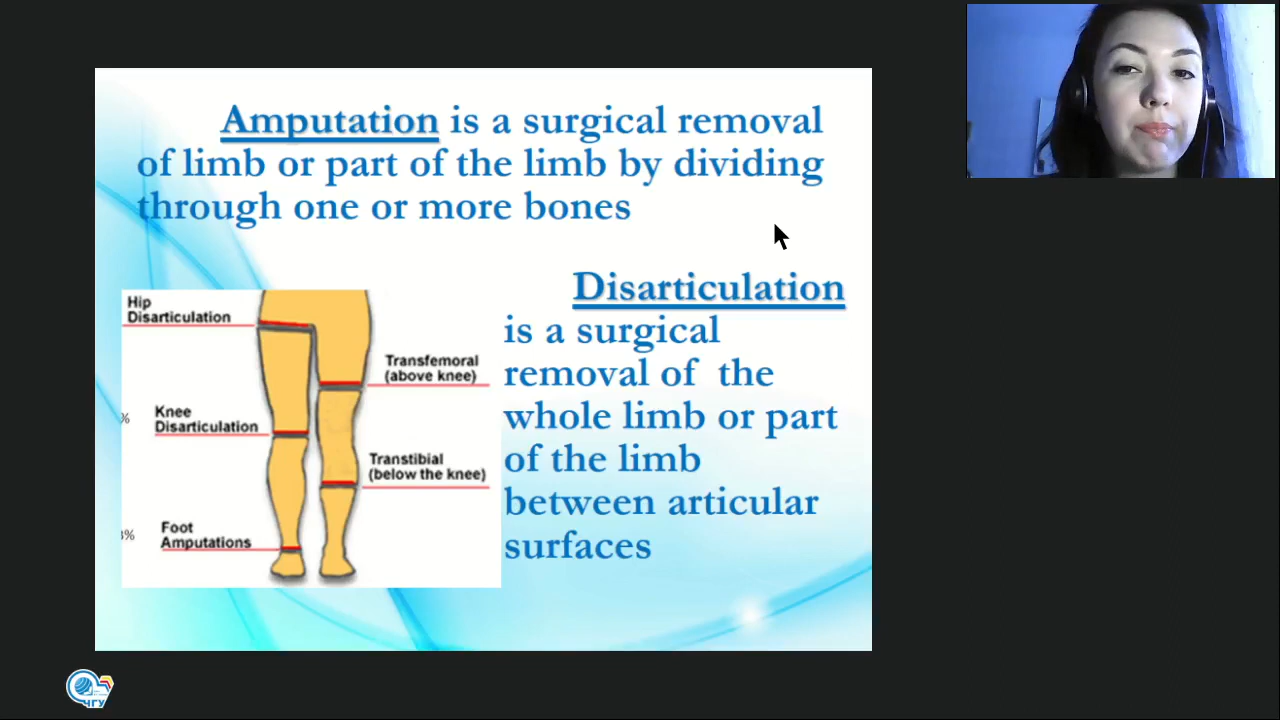 Amputation is a surgical removal
of limb or part of the limb by dividing
through one or more bones
Disarticulation
is a surgical
removal of the
whole limb or part
of the limb
between articular
surfaces
Hip
Disarticulation
Transfemoral
(above knee)
%
Knee
Disarticulation
Transtibial
(below the knee)
%
Foot
Amputations
ЧГУ